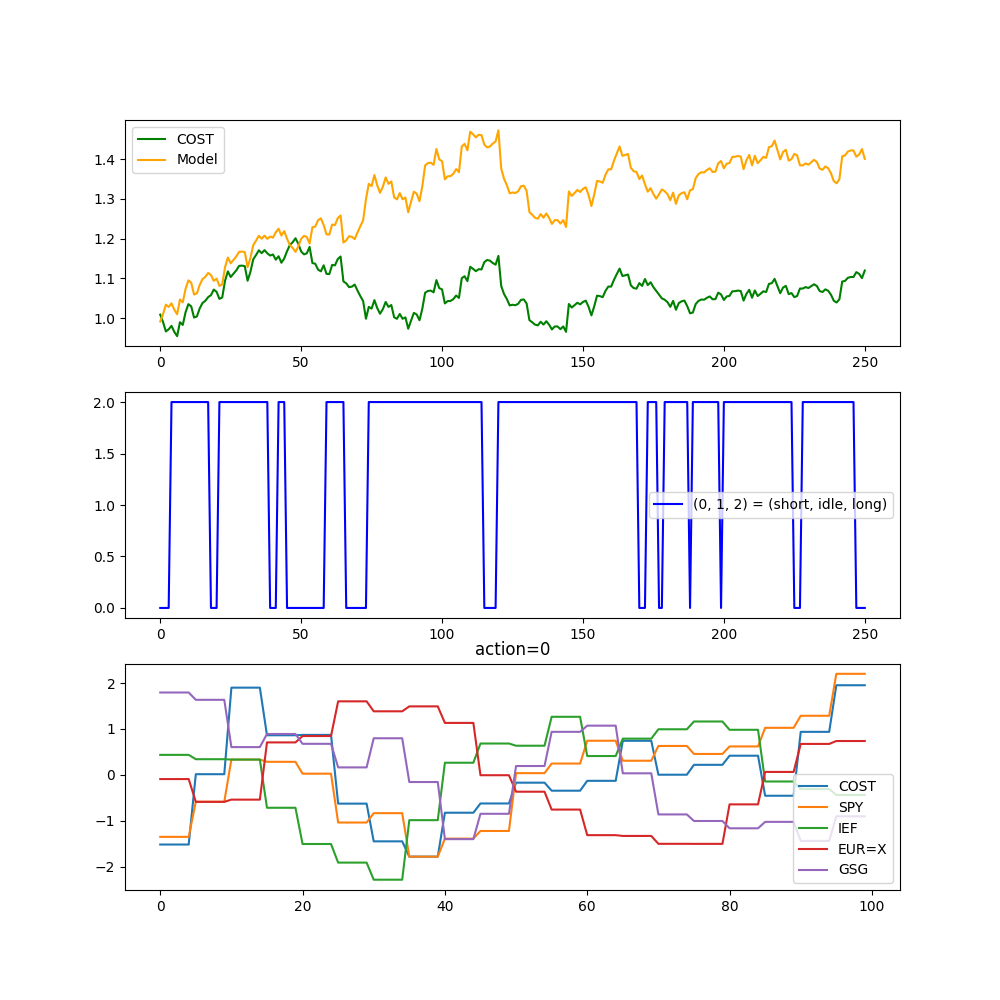 COST
Model
1.4
1.3
1.2
1.1
1.0
0 50 100 150 200 250
2.0
1.5
1.0
0.5
0.0
(0, 1, 2) = (short, idle, long)
0 50 100 150 200 250
action=0
2
1
0
−1
−2
COST
SPY
IEF
EUR=X
GSG
0 20 40 60 80 100